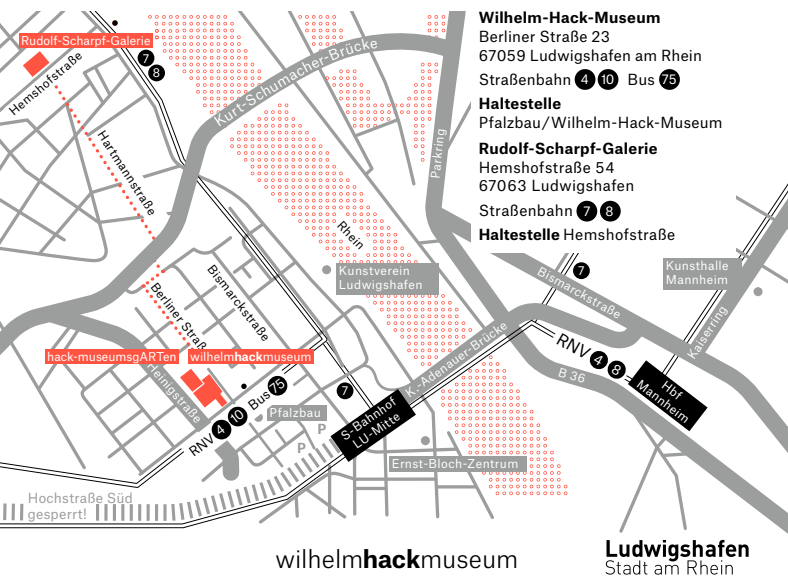 Wilhelm-Hack-Museum
Berliner Straße 23
67059 Ludwigshafen am Rhein
Straßenbahn 4 10 Bus 75
Haltestelle
Pfalzbau/Wilhelm-Hack-Museum
Rudolf-Scharpf-Galerie
Hemshofstraße 54
67063 Ludwigshafen
Straßenbahn 7 8
Haltestelle Hemshofstraße
Rudolf-Scharpf-Galerie
7
8
Hemshofstraße
Kurt-Schumacher-Brücke
Hartmannstraße
Parkring
Rhein
Kunstverein
Ludwigshafen
Bismarckstraße
Berliner Straße
7
Bismarckstraße
Kunsthalle
Mannheim
Kaiserring
hack-museumsgARTen
wilhelmhackmuseum
Heinigstraße
K.-Adenauer-Brücke
RNV 4 8
B 36
Hbf
Mannheim
Bus 75
7
RNV 4 10
Pfalzbau
S-Bahnhof
LU-Mitte
P
P
Ernst-Bloch-Zentrum
Hochstraße Süd
gesperrt!
wilhelmhackmuseum
Ludwigshafen
Stadt am Rhein